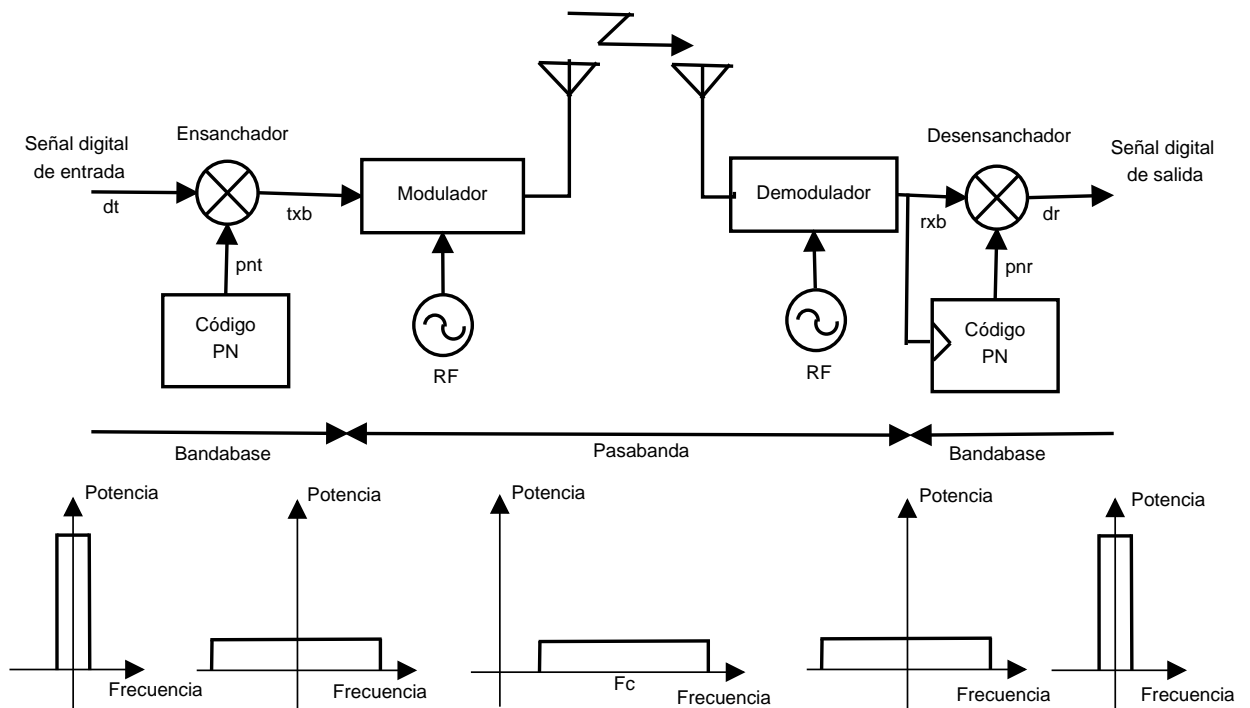 Ensanchador
Desensanchador
Señal digital
de entrada
Señal digital
de salida
Modulador
Demodulador
dt
txb
rxb
dr
pnt
pnr
Código
PN
Código
PN
RF
RF
Bandabase
Pasabanda
Bandabase
Potencia
Potencia
Potencia
Potencia
Potencia
Fc
Frecuencia
Frecuencia
Frecuencia
Frecuencia
Frecuencia